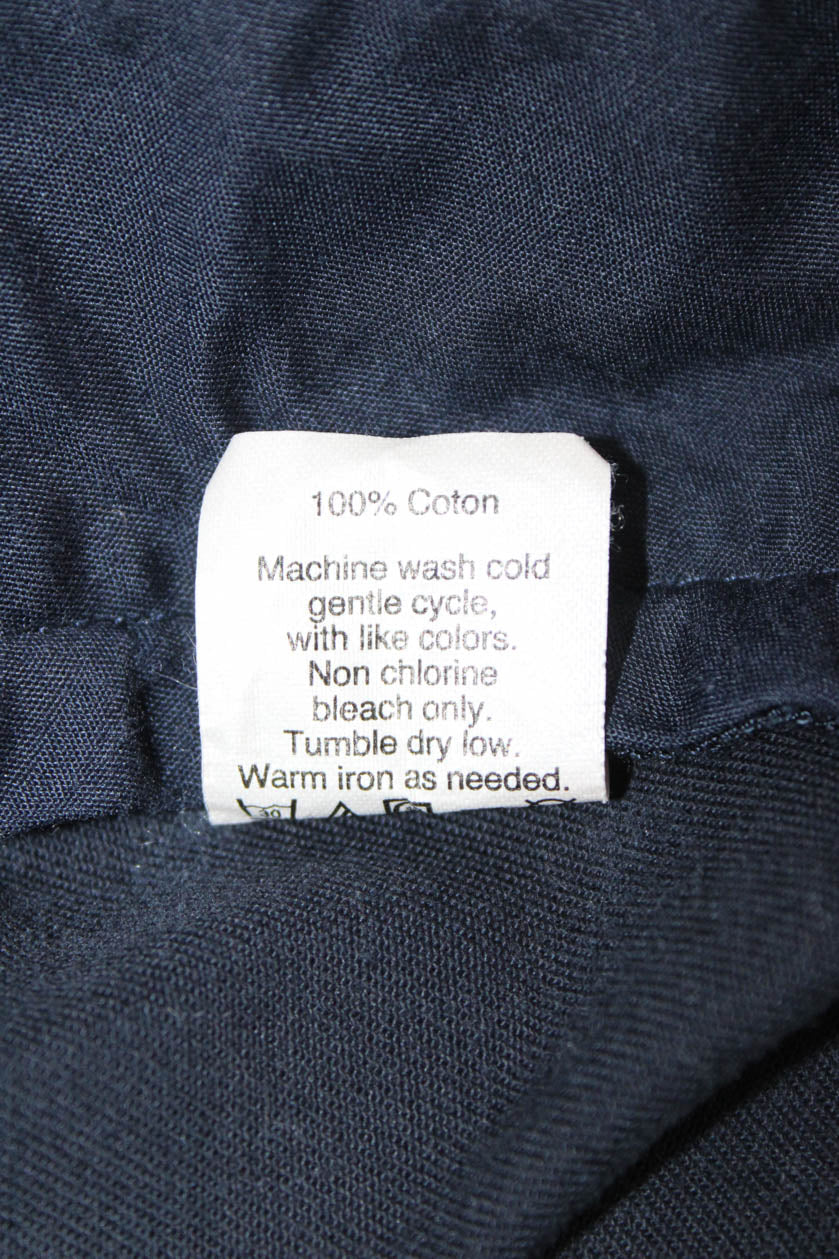 100% Coton
Machine wash cold
gentle cycle,
with like colors.
Non chlorine
bleach only.
Tumble dry low.
Warm iron as needed.